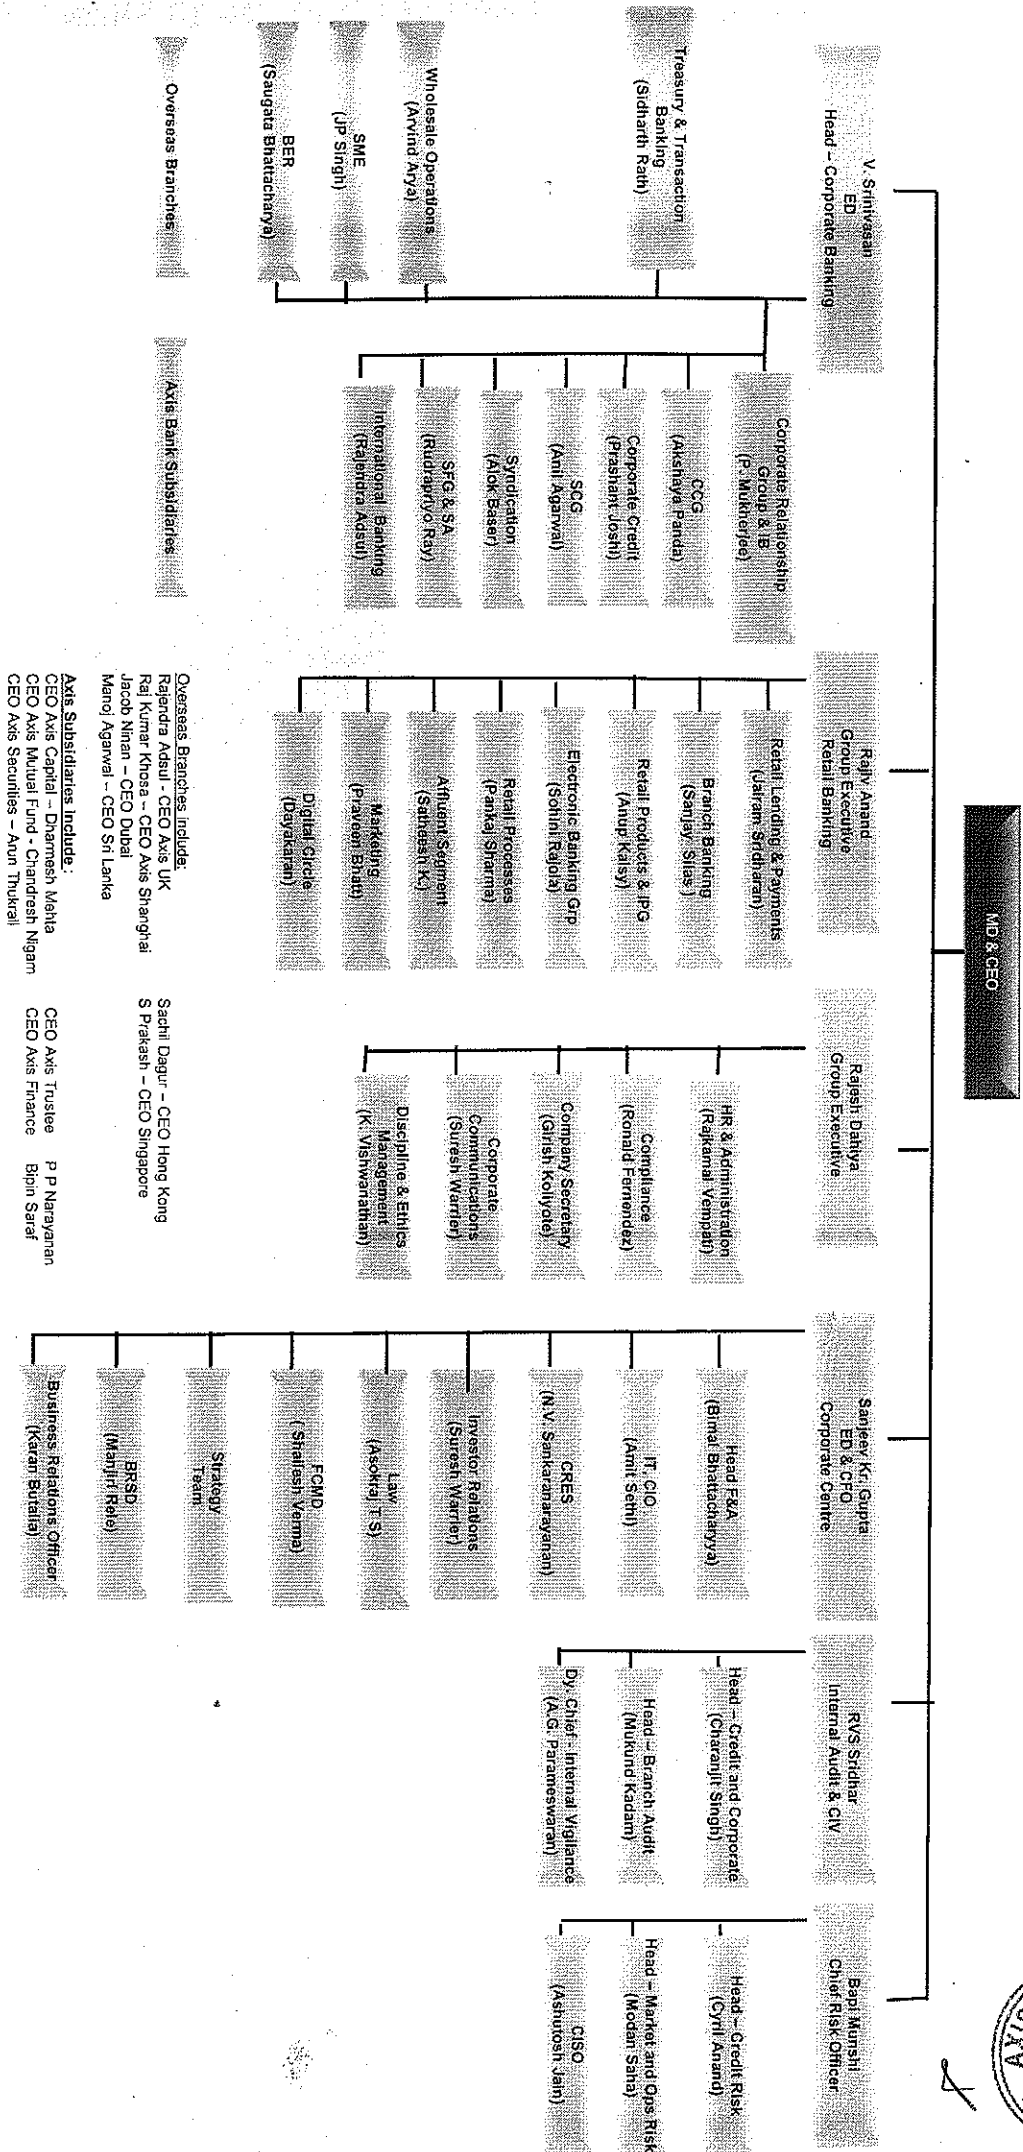 MD & CEO
V. Srinivasan
ED
Head – Corporate Banking
Treasury & Transaction
Banking
(Sidharth Rath)
Wholesale Operations
(Arvind Arya)
SME
(JP Singh)
BER
(Saugata Bhattacharya)
Corporate Relationship
Group & IB
(P. Mukherjee)
CCG
(Akshaya Panda)
Corporate Credit
(Prashant Joshi)
SCG
(Anil Agarwal)
Syndication
(Alok Baser)
SFG & SA
(Rudrapriyo Ray)
International Banking
(Rajendra Adsul)
Rajiv Anand
Group Executive
Retail Banking
Retail Lending & Payments
(Jairam Sridharan)
Branch Banking
(Sanjay Silas )
Retail Products & IPG
(Anup Kalsy)
Electronic Banking Grp
(Sohini Rajola)
Retail Processes
(Pankaj Sharma)
Affluent Segment
(Satheesh K.)
Marketing
(Praveen Bhatt)
Digital Circle
(Dayakaran)
Rajesh Dahiya
Group Executive
HR & Administration
(Rajkamal Vempati)
Compliance
(Ronald Fernendez)
Company Secretary
(Girish Koliyote)
Corporate
Communications
(Suresh Warrier)
Discipline & Ethics
Management
(K. Vishwanathan)
Sanjeev Kr. Gupta
ED & CFO
Corporate Centre
Head F&A
(Bimal Bhattacharyya)
IT, CIO
(Amit Sethi)
CRES
(N.V. Sankaranarayanan)
Investor Relations
(Suresh Warrier)
Law
(Asokraj T S)
FCMD
( Shailesh Verma)
Strategy
Team
BRSD
(Manjiri Rele)
Business Relations Officer
(Karan Butalia)
RVS Sridhar
Internal Audit & CIV
Head – Credit and Corporate
(Charanjit Singh)
Head – Branch Audit
(Mukund Kadam)
Dy. Chief - Internal Vigilance
(A.G. Parameswaran)
Bapi Munshi
Chief Risk Officer
Head – Credit Risk
(Cyril Anand)
Head – Market and Ops Risk
(Modan Saha)
CISO
(Ashutosh Jain)
Overseas Branches
Axis Bank Subsidiaries
Overseas Branches include:
Rajendra Adsul - CEO Axis UK
Raj Kumar Khosa – CEO Axis Shanghai
Jacob Ninan – CEO Dubai
Manoj Agarwal – CEO Sri Lanka
Sachil Dagur – CEO Hong Kong
S Prakash – CEO Singapore
Axis Subsidiaries Include :
CEO Axis Capital – Dharmesh Mehta
CEO Axis Mutual Fund - Chandresh Nigam
CEO Axis Securities – Arun Thukrall
CEO Axis Trustee P P Narayanan
CEO Axis Finance Bipin Saraf